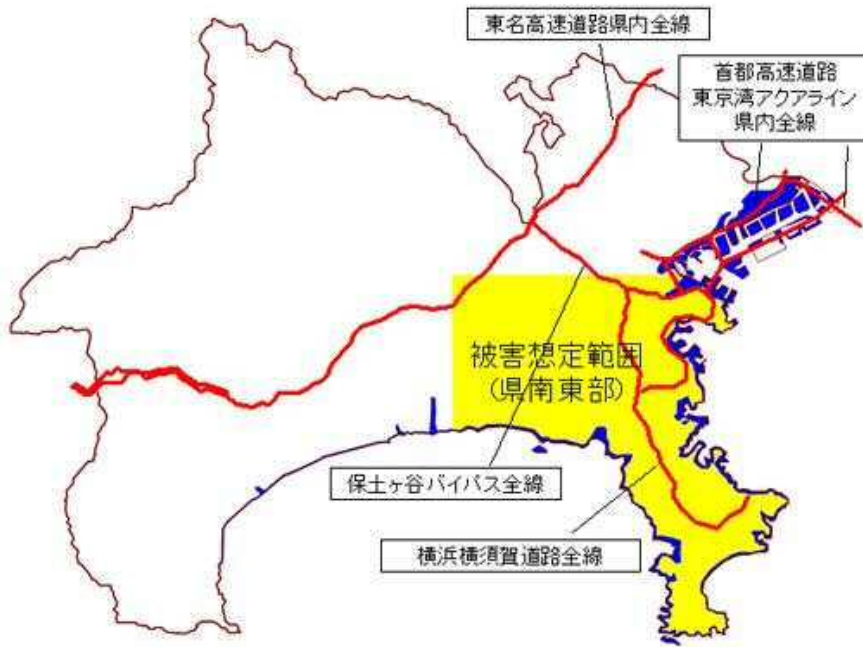 東名高速道路県内全線
首都高速道路
東京湾アクアライン
県内全線
被害想定範囲
(県南東部)
保土ヶ谷バイパス全線
横浜横須賀道路全線